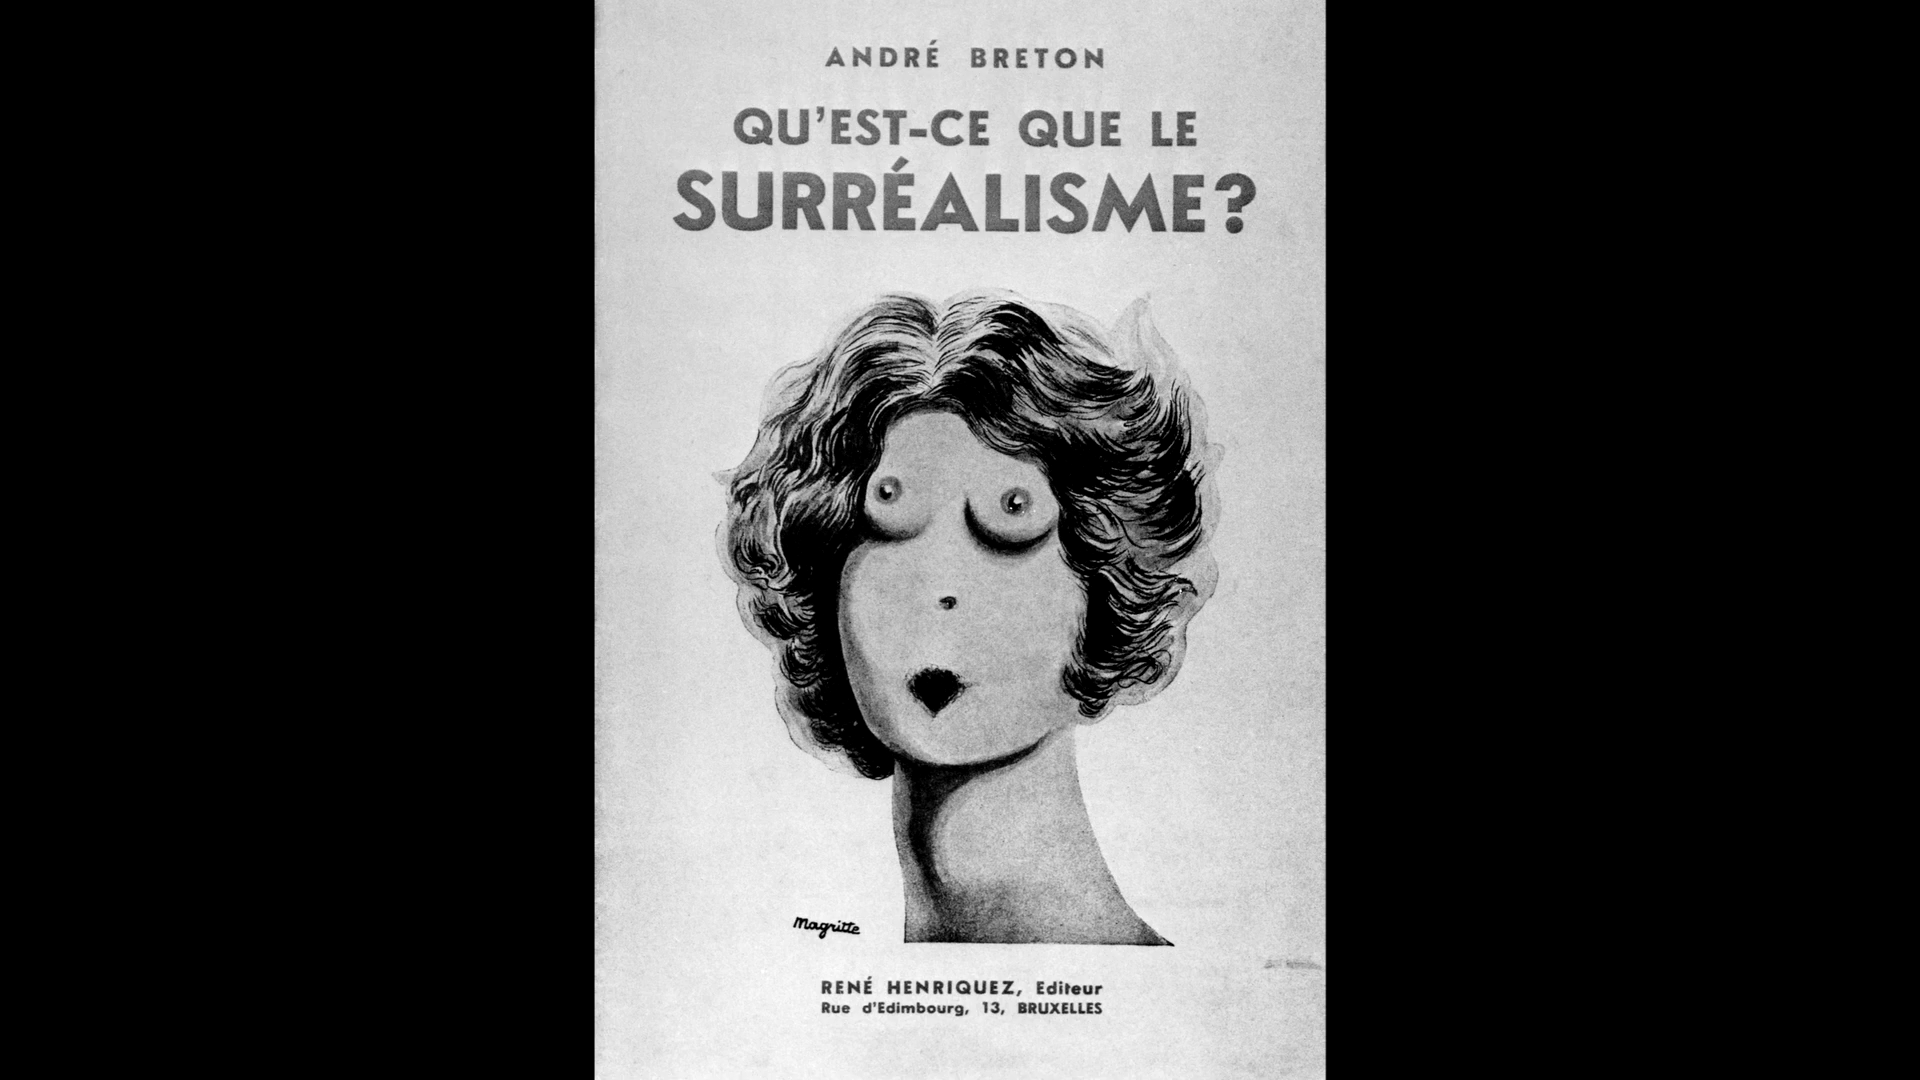 ANDRÉ BRETON
QU'EST-CE QUE LE
SURRÉALISME?
Magritte
RENÉ HENRIQUEZ, Editeur
Rue d'Edimbourg, 13, BRUXELLES